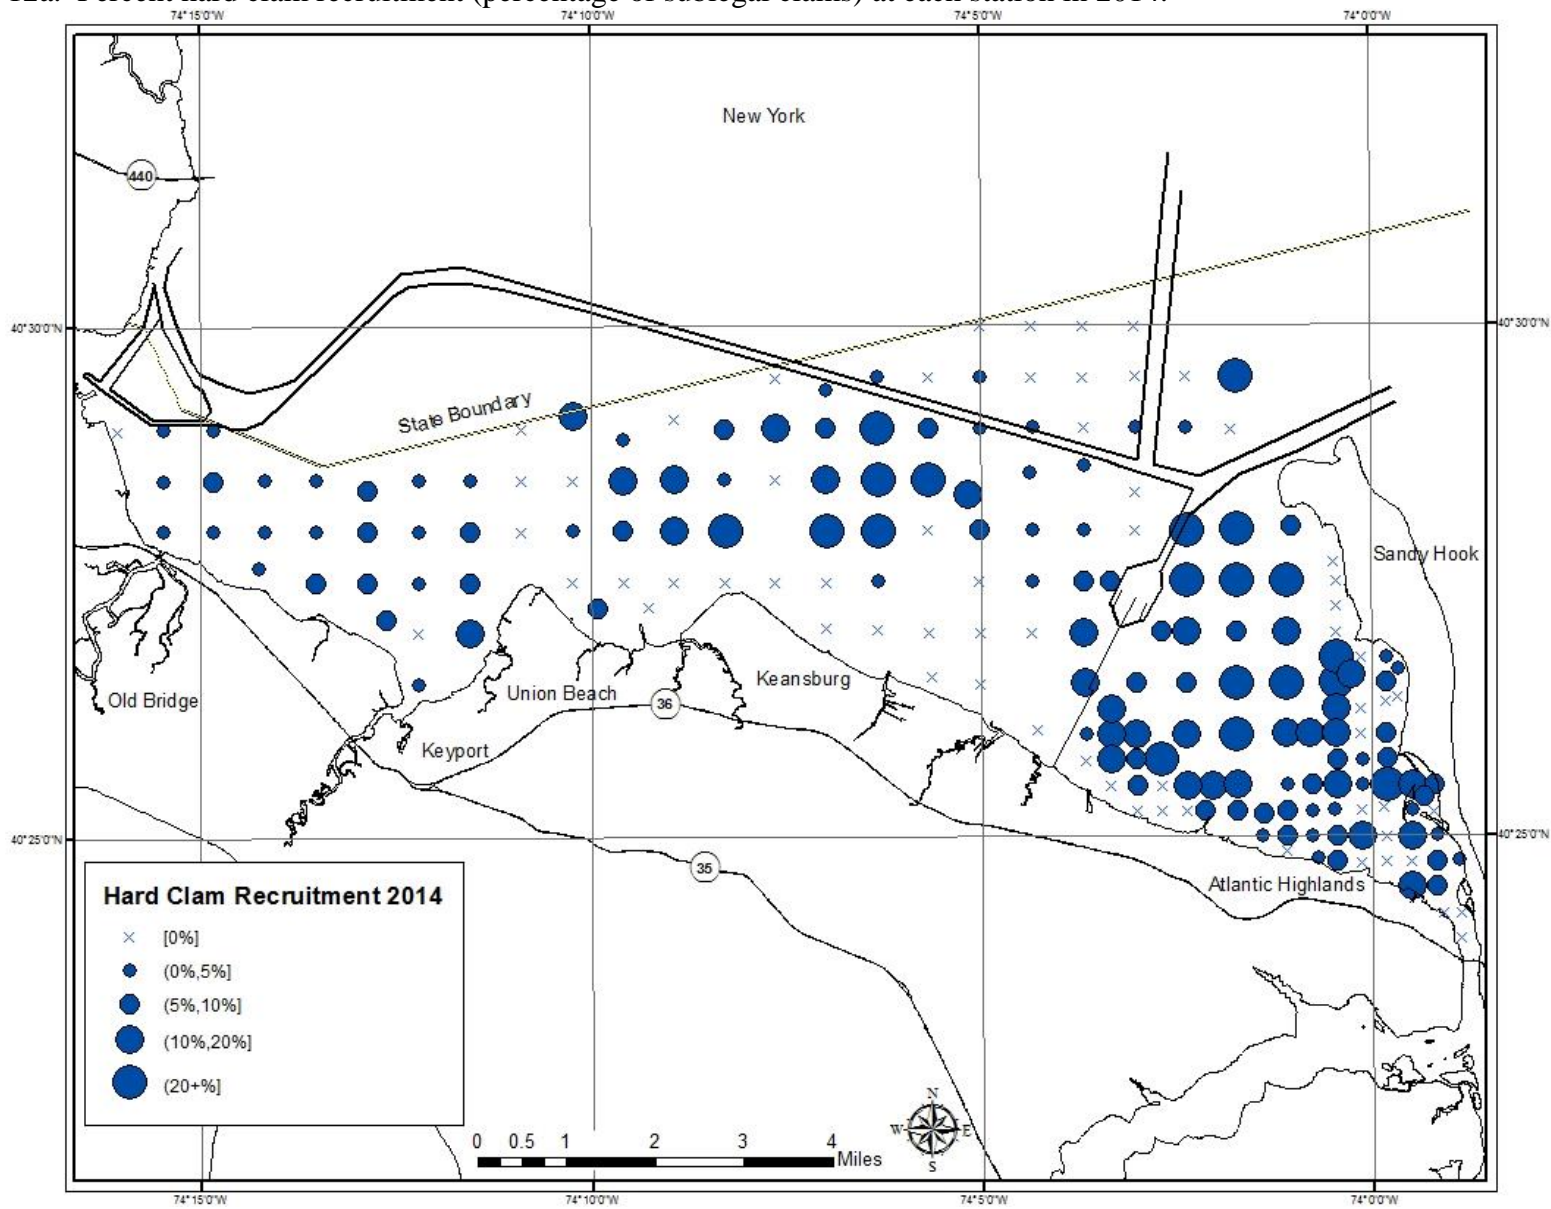 12a. Percent hard clam recruitment (percentage of sublegal clams) at each station in 2014.
74°15'0"W 74°10'0"W 74°5'0"W 74°0'0"W
New York
440
40°30'0"N 40°30'0"N
State Boundary
Sandy Hook
Old Bridge
Union Beach
Keansburg
36
Keyport
40°25'0"N 40°25'0"N
35
Atlantic Highlands
Hard Clam Recruitment 2014
[0%]
(0%,5%]
(5%,10%]
(10%,20%]
(20+%]
N
W E
S
0 0.5 1 2 3 4
Miles
74°15'0"W 74°10'0"W 74°5'0"W 74°0'0"W